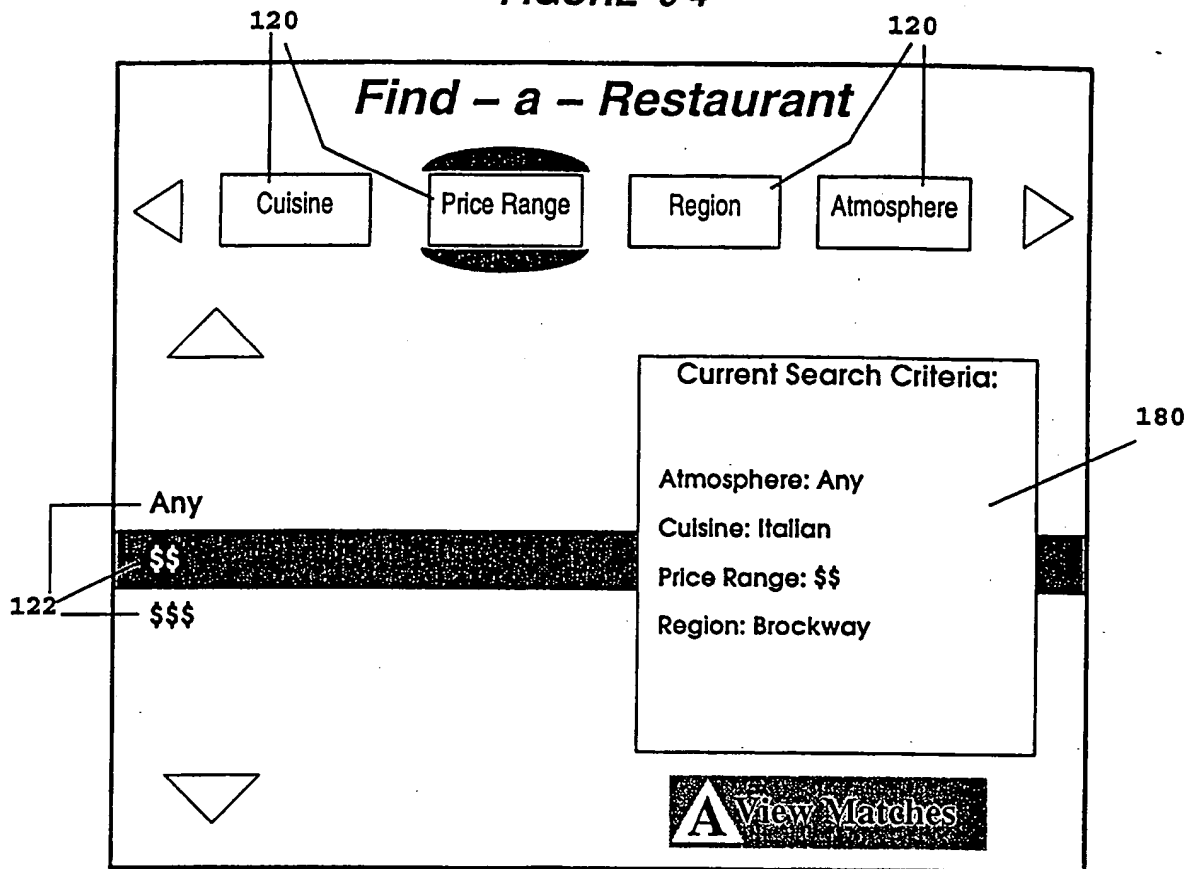 120
120
Find – a – Restaurant
Cuisine
Price Range
Region
Atmosphere
Current Search Criteria:
180
Atmosphere: Any
Any
Cuisine: Italian
$$
Price Range: $$
122
$$$
Region: Brockway
A View Matches